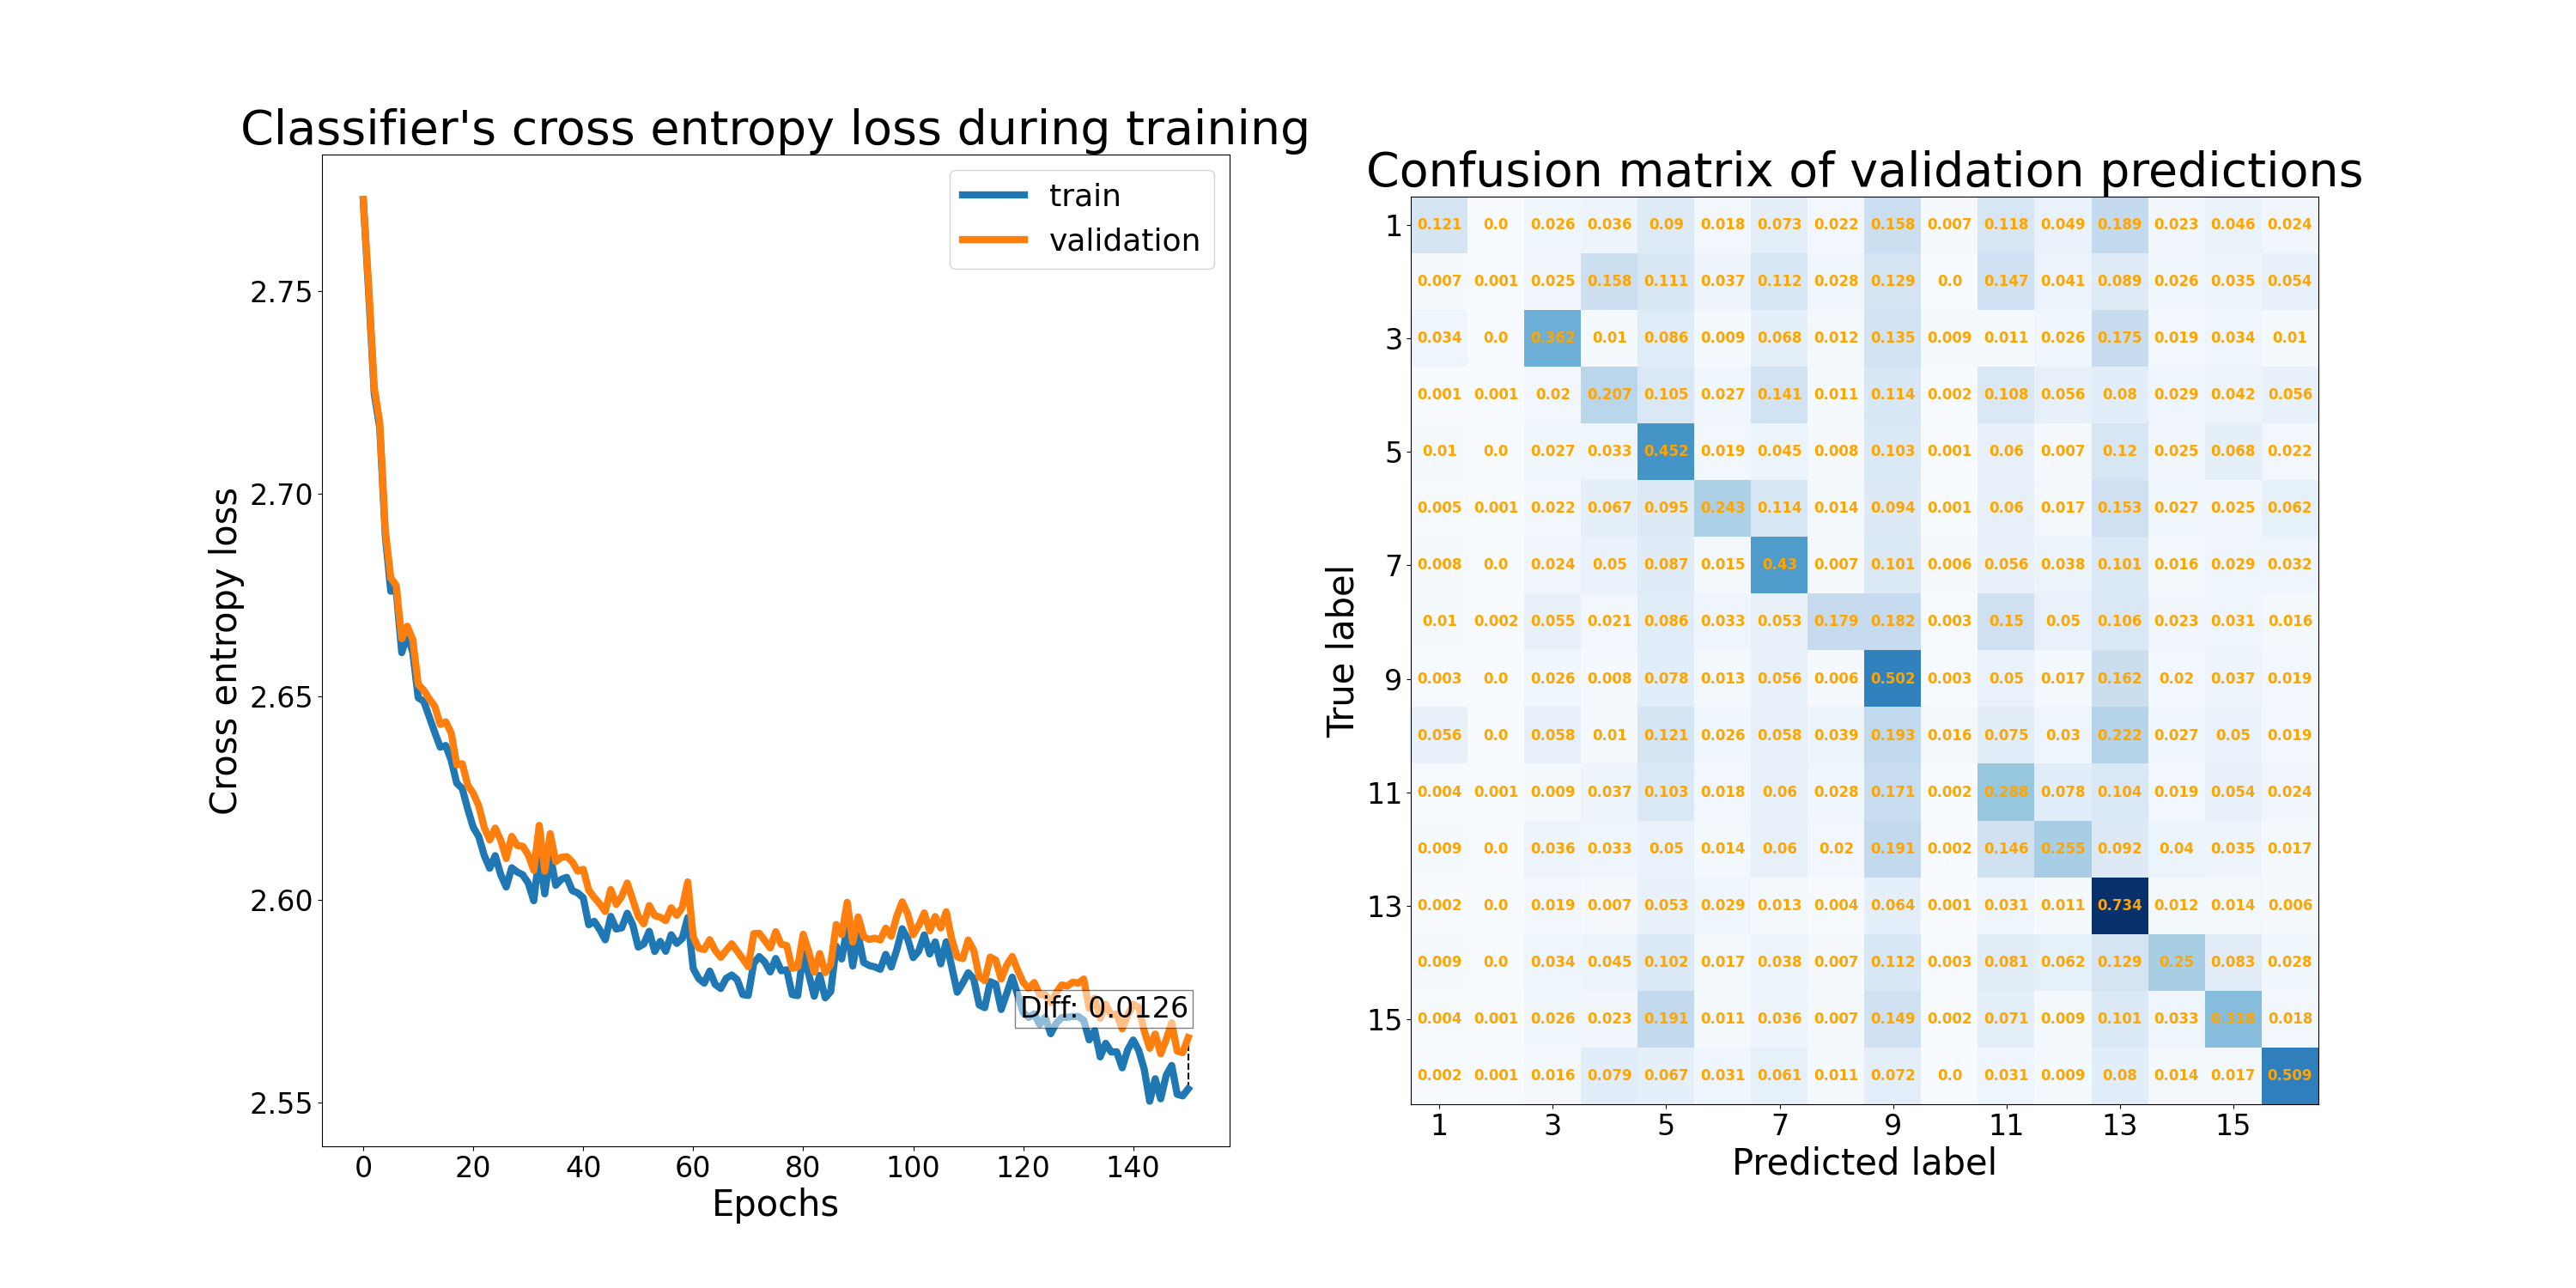 Classifier's cross entropy loss during training
train
validation
2.75
2.70
2.65
2.60
2.55
Cross entropy loss
Diff: 0.0126
0 20 40 60 80 100 120 140
Epochs
Confusion matrix of validation predictions
True label
1 0.121 0.0 0.026 0.036 0.09 0.018 0.073 0.022 0.158 0.007 0.118 0.049 0.189 0.023 0.046 0.024
0.007 0.001 0.025 0.158 0.111 0.037 0.112 0.028 0.129 0.0 0.147 0.041 0.089 0.026 0.035 0.054
3 0.034 0.0 0.362 0.01 0.086 0.009 0.068 0.012 0.135 0.009 0.011 0.026 0.175 0.019 0.034 0.01
0.001 0.001 0.02 0.207 0.105 0.027 0.141 0.011 0.114 0.002 0.108 0.056 0.08 0.029 0.042 0.056
5 0.01 0.0 0.027 0.033 0.452 0.019 0.045 0.008 0.103 0.001 0.06 0.007 0.12 0.025 0.068 0.022
0.005 0.001 0.022 0.067 0.095 0.243 0.114 0.014 0.094 0.001 0.06 0.017 0.153 0.027 0.025 0.062
7 0.008 0.0 0.024 0.05 0.087 0.015 0.43 0.007 0.101 0.006 0.056 0.038 0.101 0.016 0.029 0.032
0.01 0.002 0.055 0.021 0.086 0.033 0.053 0.179 0.182 0.003 0.15 0.05 0.106 0.023 0.031 0.016
9 0.003 0.0 0.026 0.008 0.078 0.013 0.056 0.006 0.502 0.003 0.05 0.017 0.162 0.02 0.037 0.019
0.056 0.0 0.058 0.01 0.121 0.026 0.058 0.039 0.193 0.016 0.075 0.03 0.222 0.027 0.05 0.019
11 0.004 0.001 0.009 0.037 0.103 0.018 0.06 0.028 0.171 0.002 0.288 0.078 0.104 0.019 0.054 0.024
0.009 0.0 0.036 0.033 0.05 0.014 0.06 0.02 0.191 0.002 0.146 0.255 0.092 0.04 0.035 0.017
13 0.002 0.0 0.019 0.007 0.053 0.029 0.013 0.004 0.064 0.001 0.031 0.011 0.734 0.012 0.014 0.006
0.009 0.0 0.034 0.045 0.102 0.017 0.038 0.007 0.112 0.003 0.081 0.062 0.129 0.25 0.083 0.028
15 0.004 0.001 0.026 0.023 0.191 0.011 0.036 0.007 0.149 0.002 0.071 0.009 0.101 0.033 0.318 0.018
0.002 0.001 0.016 0.079 0.067 0.031 0.061 0.011 0.072 0.0 0.031 0.009 0.08 0.014 0.017 0.509
1 3 5 7 9 11 13 15
Predicted label